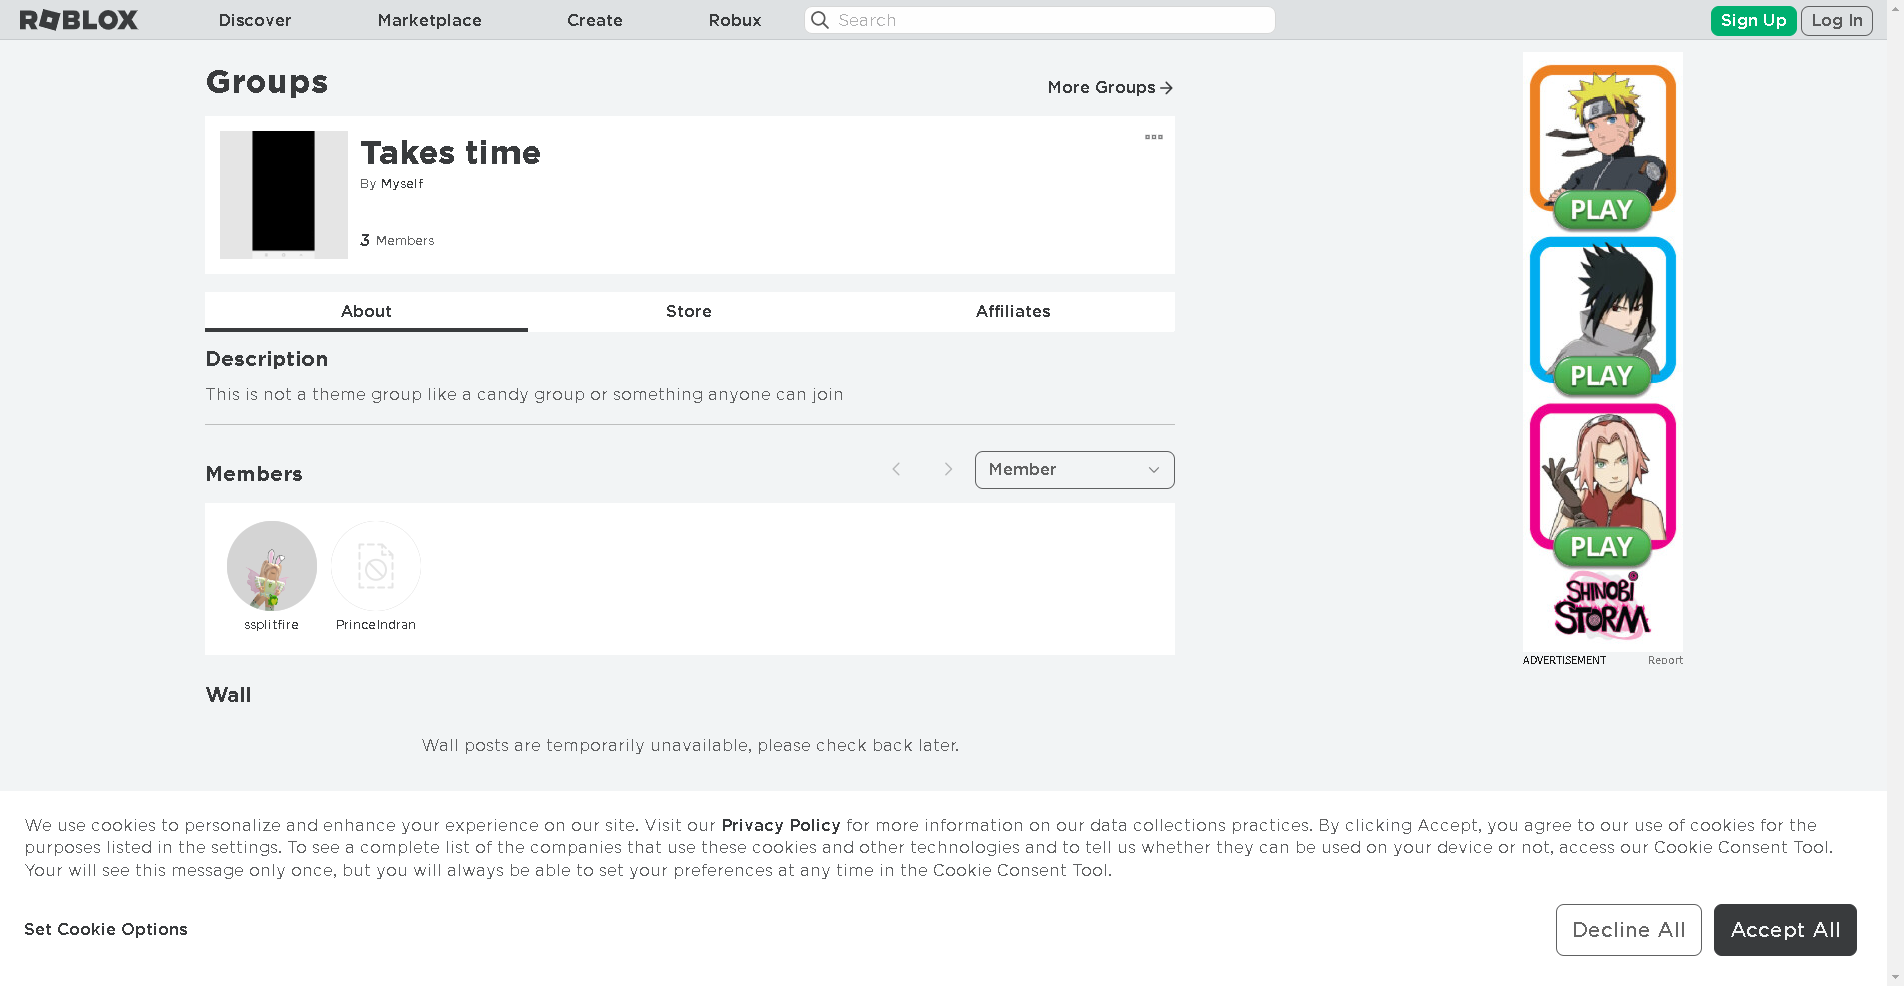 ROBLOX
Discover
Marketplace
Create
Robux
Search
Sign Up
Log In
Groups
More Groups
Takes time
By Myself
3 Members
About
Store
Affiliates
Description
This is not a theme group like a candy group or something anyone can join
Members
Member
ssplitfire
PrinceIndran
Wall
Wall posts are temporarily unavailable, please check back later.
PLAY
PLAY
PLAY
SHINOBI
STORM
ADVERTISEMENT
Report
We use cookies to personalize and enhance your experience on our site. Visit our Privacy Policy for more information on our data collections practices. By clicking Accept, you agree to our use of cookies for the
purposes listed in the settings. To see a complete list of the companies that use these cookies and other technologies and to tell us whether they can be used on your device or not, access our Cookie Consent Tool.
Your will see this message only once, but you will always be able to set your preferences at any time in the Cookie Consent Tool.
Set Cookie Options
Decline All
Accept All